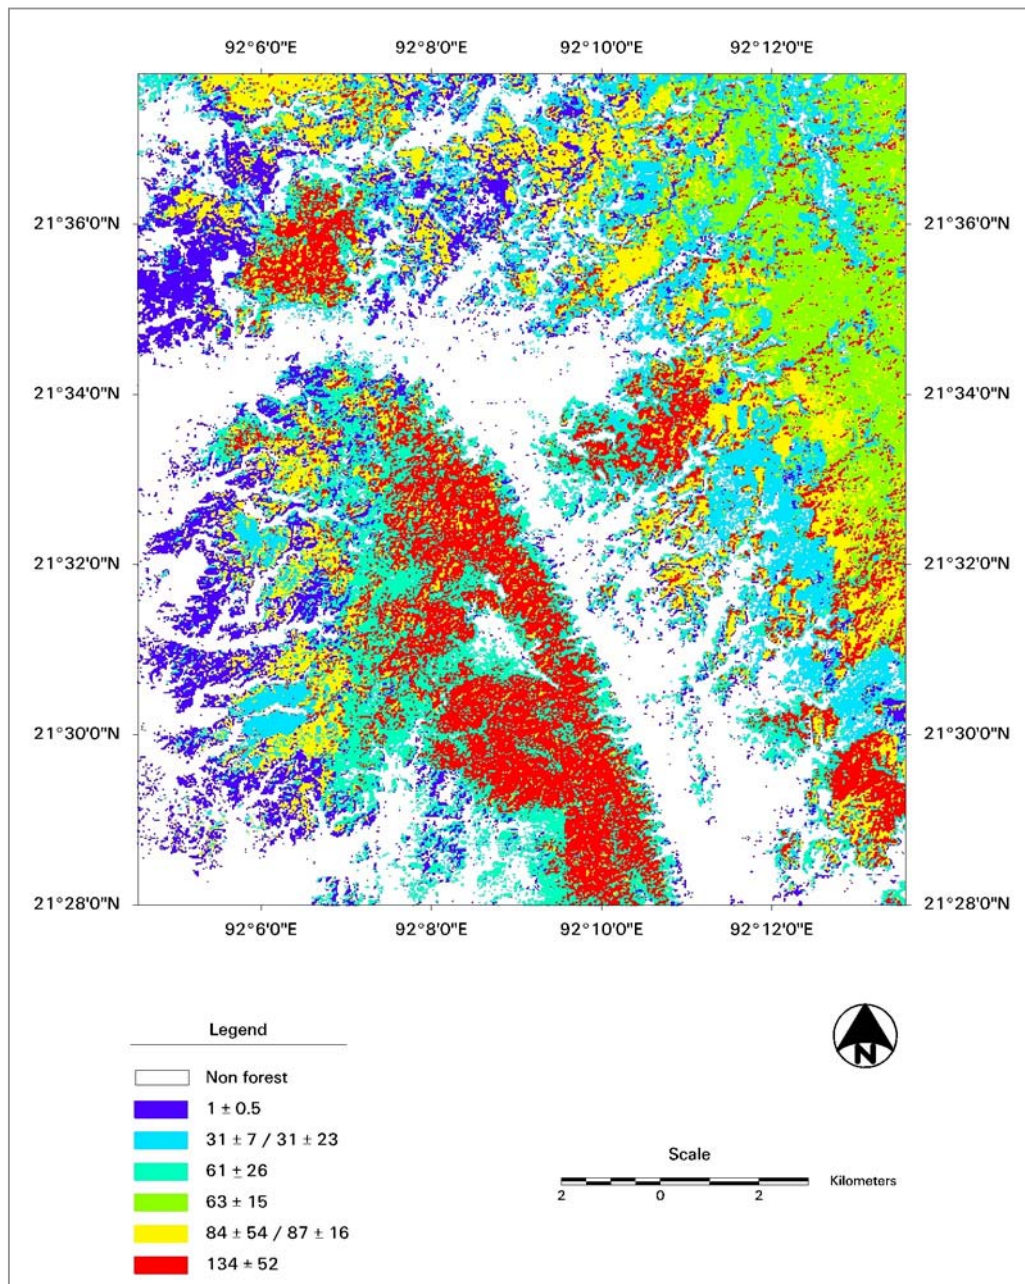 92°6'0"E 92°8'0"E 92°10'0"E 92°12'0"E
21°36'0"N 21°36'0"N
21°34'0"N 21°34'0"N
21°32'0"N 21°32'0"N
21°30'0"N 21°30'0"N
21°28'0"N 21°28'0"N
92°6'0"E 92°8'0"E 92°10'0"E 92°12'0"E
N
Legend
Non forest
1 ± 0.5
31 ± 7 / 31 ± 23
61 ± 26
63 ± 15
84 ± 54 / 87 ± 16
134 ± 52
Scale
Kilometers
2 0 2